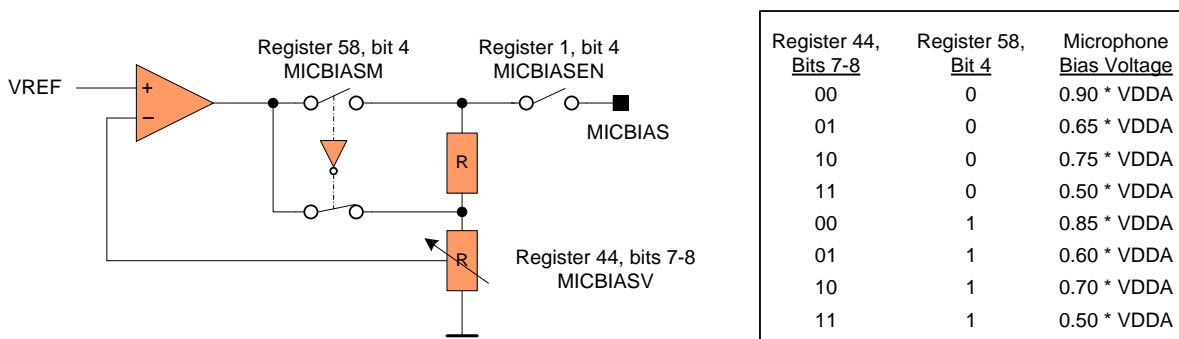 Register 58, bit 4
MICBIASM
Register 1, bit 4
MICBIASEN
VREF
+
−
MICBIAS
R
R
Register 44, bits 7-8
MICBIASV
Register 44, Register 58, Microphone
Bits 7-8 Bit 4 Bias Voltage
00 0 0.90 * VDDA
01 0 0.65 * VDDA
10 0 0.75 * VDDA
11 0 0.50 * VDDA
00 1 0.85 * VDDA
01 1 0.60 * VDDA
10 1 0.70 * VDDA
11 1 0.50 * VDDA